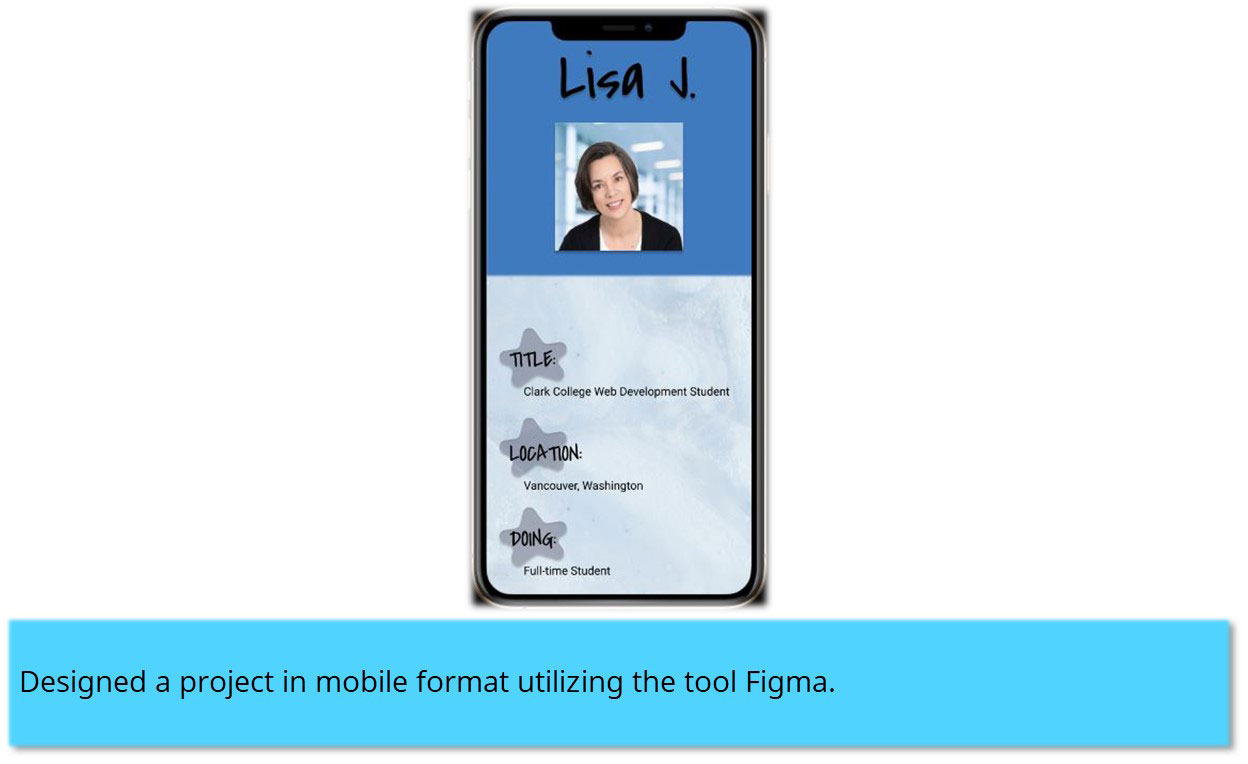 Lisa J.
TITLE:
Clark College Web Development Student
LOCATION:
Vancouver, Washington
DOING:
Full-time Student
Designed a project in mobile format utilizing the tool Figma.